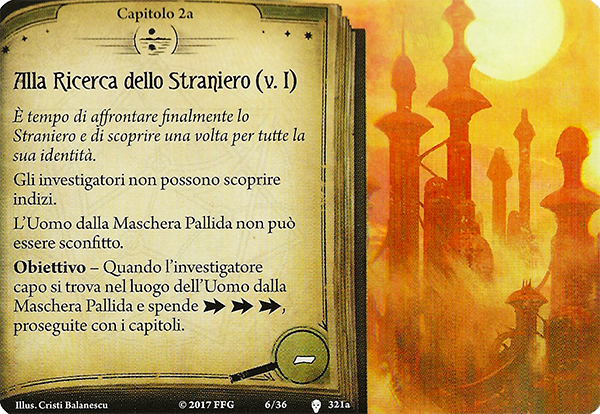 Capitolo 2a
Alla Ricerca dello Straniero (v. I)
È tempo di affrontare finalmente lo
Straniero e di scoprire una volta per tutte la
sua identità.
Gli investigatori non possono scoprire
indizi.
L'Uomo dalla Maschera Pallida non può
essere sconfitto.
Obiettivo – Quando l'investigatore
capo si trova nel luogo dell'Uomo dalla
Maschera Pallida e spende
,
proseguite con i capitoli.
–
Illus. Cristi Balanescu © 2017 FFG 6/36 321a